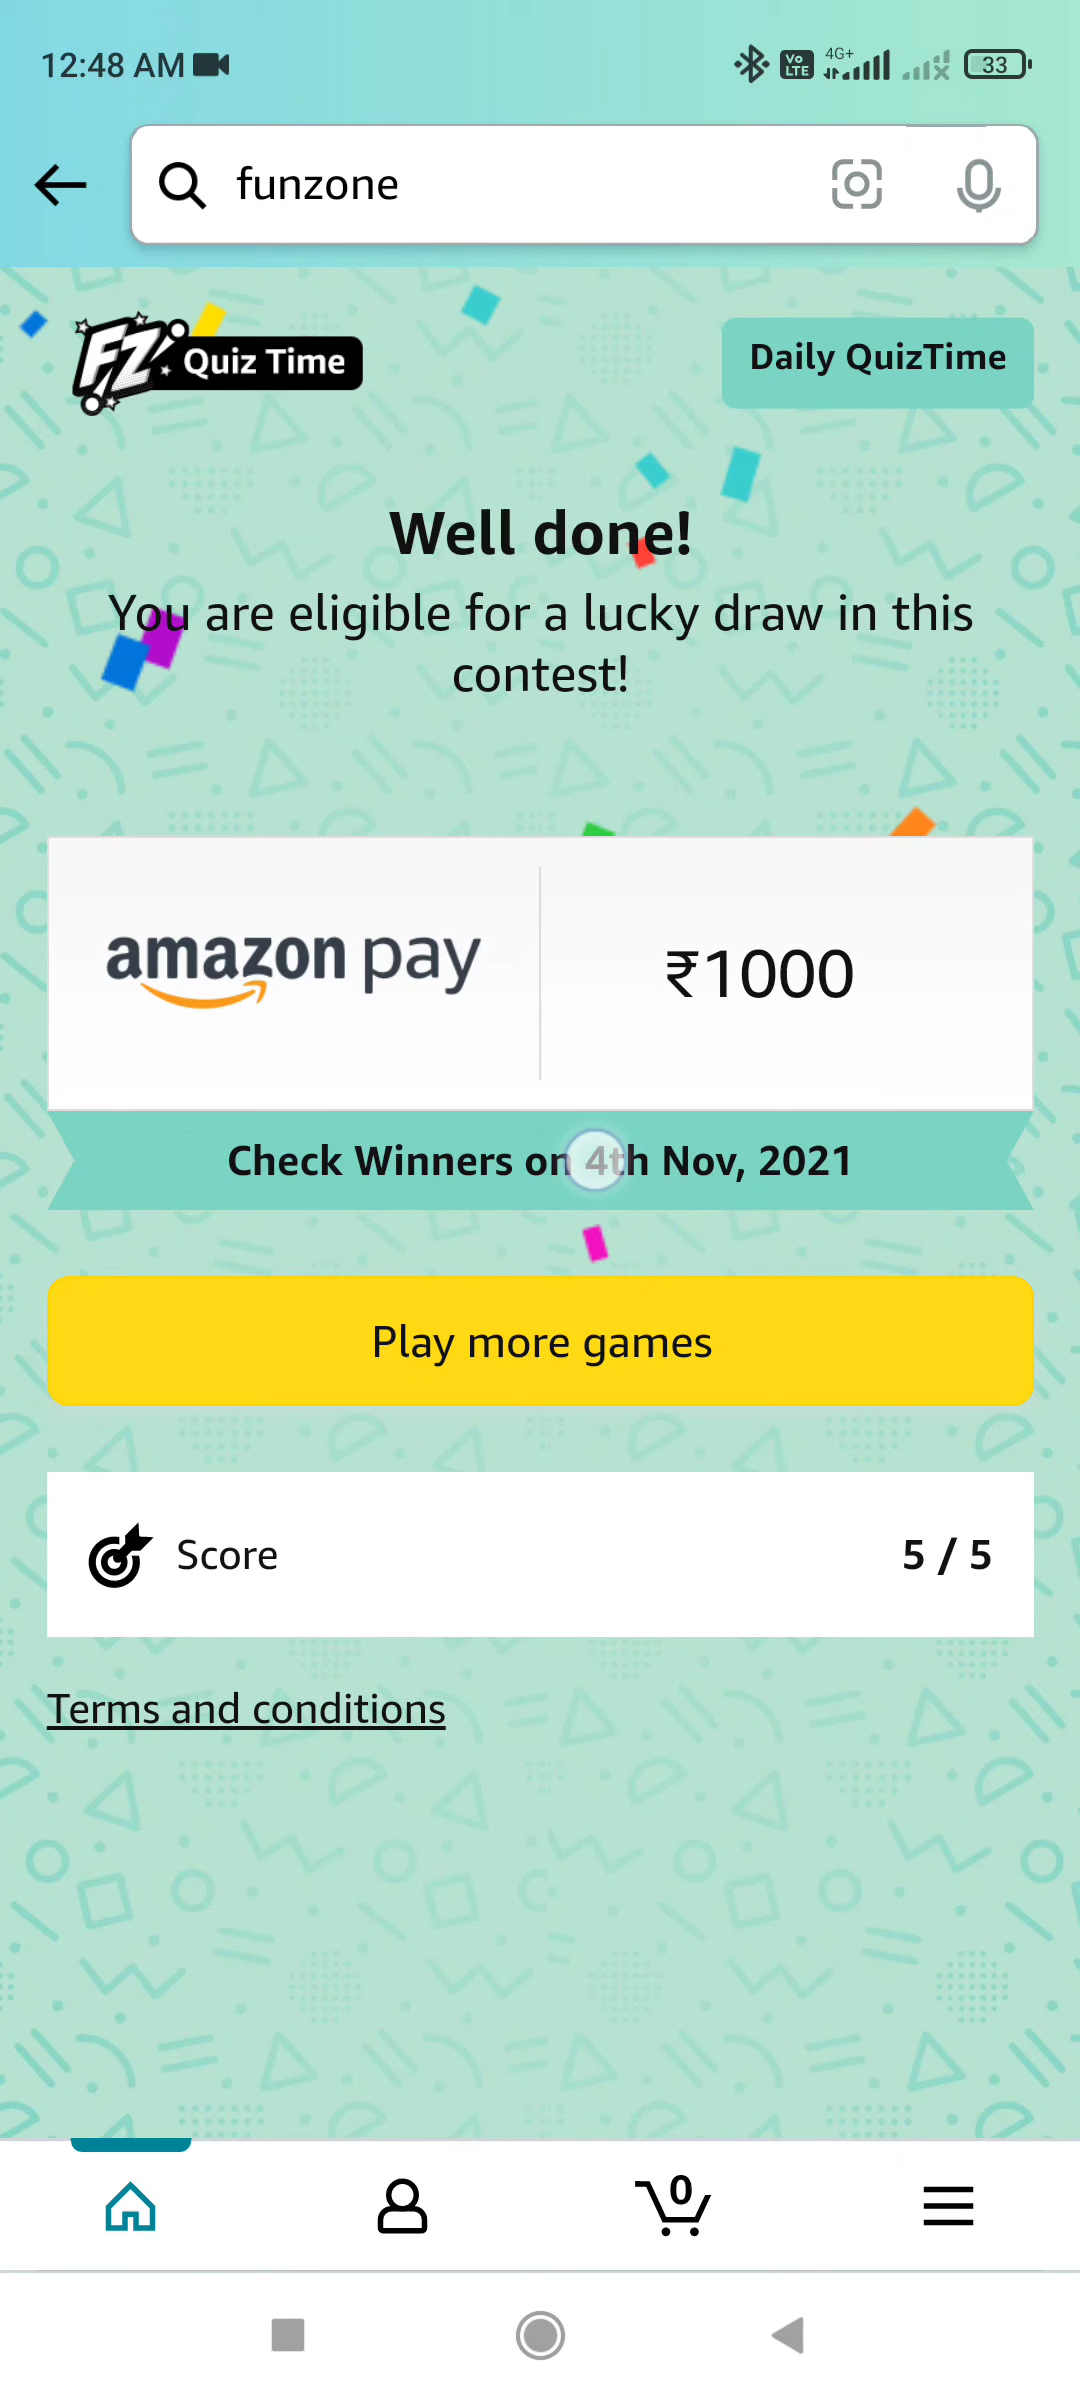 12:48 AM
Vo LTE
4G+
33
funzone
FZ Quiz Time
Daily QuizTime
Well done!
You are eligible for a lucky draw in this
contest!
amazon pay
₹1000
Check Winners on 4th Nov, 2021
Play more games
Score
5 / 5
Terms and conditions
0